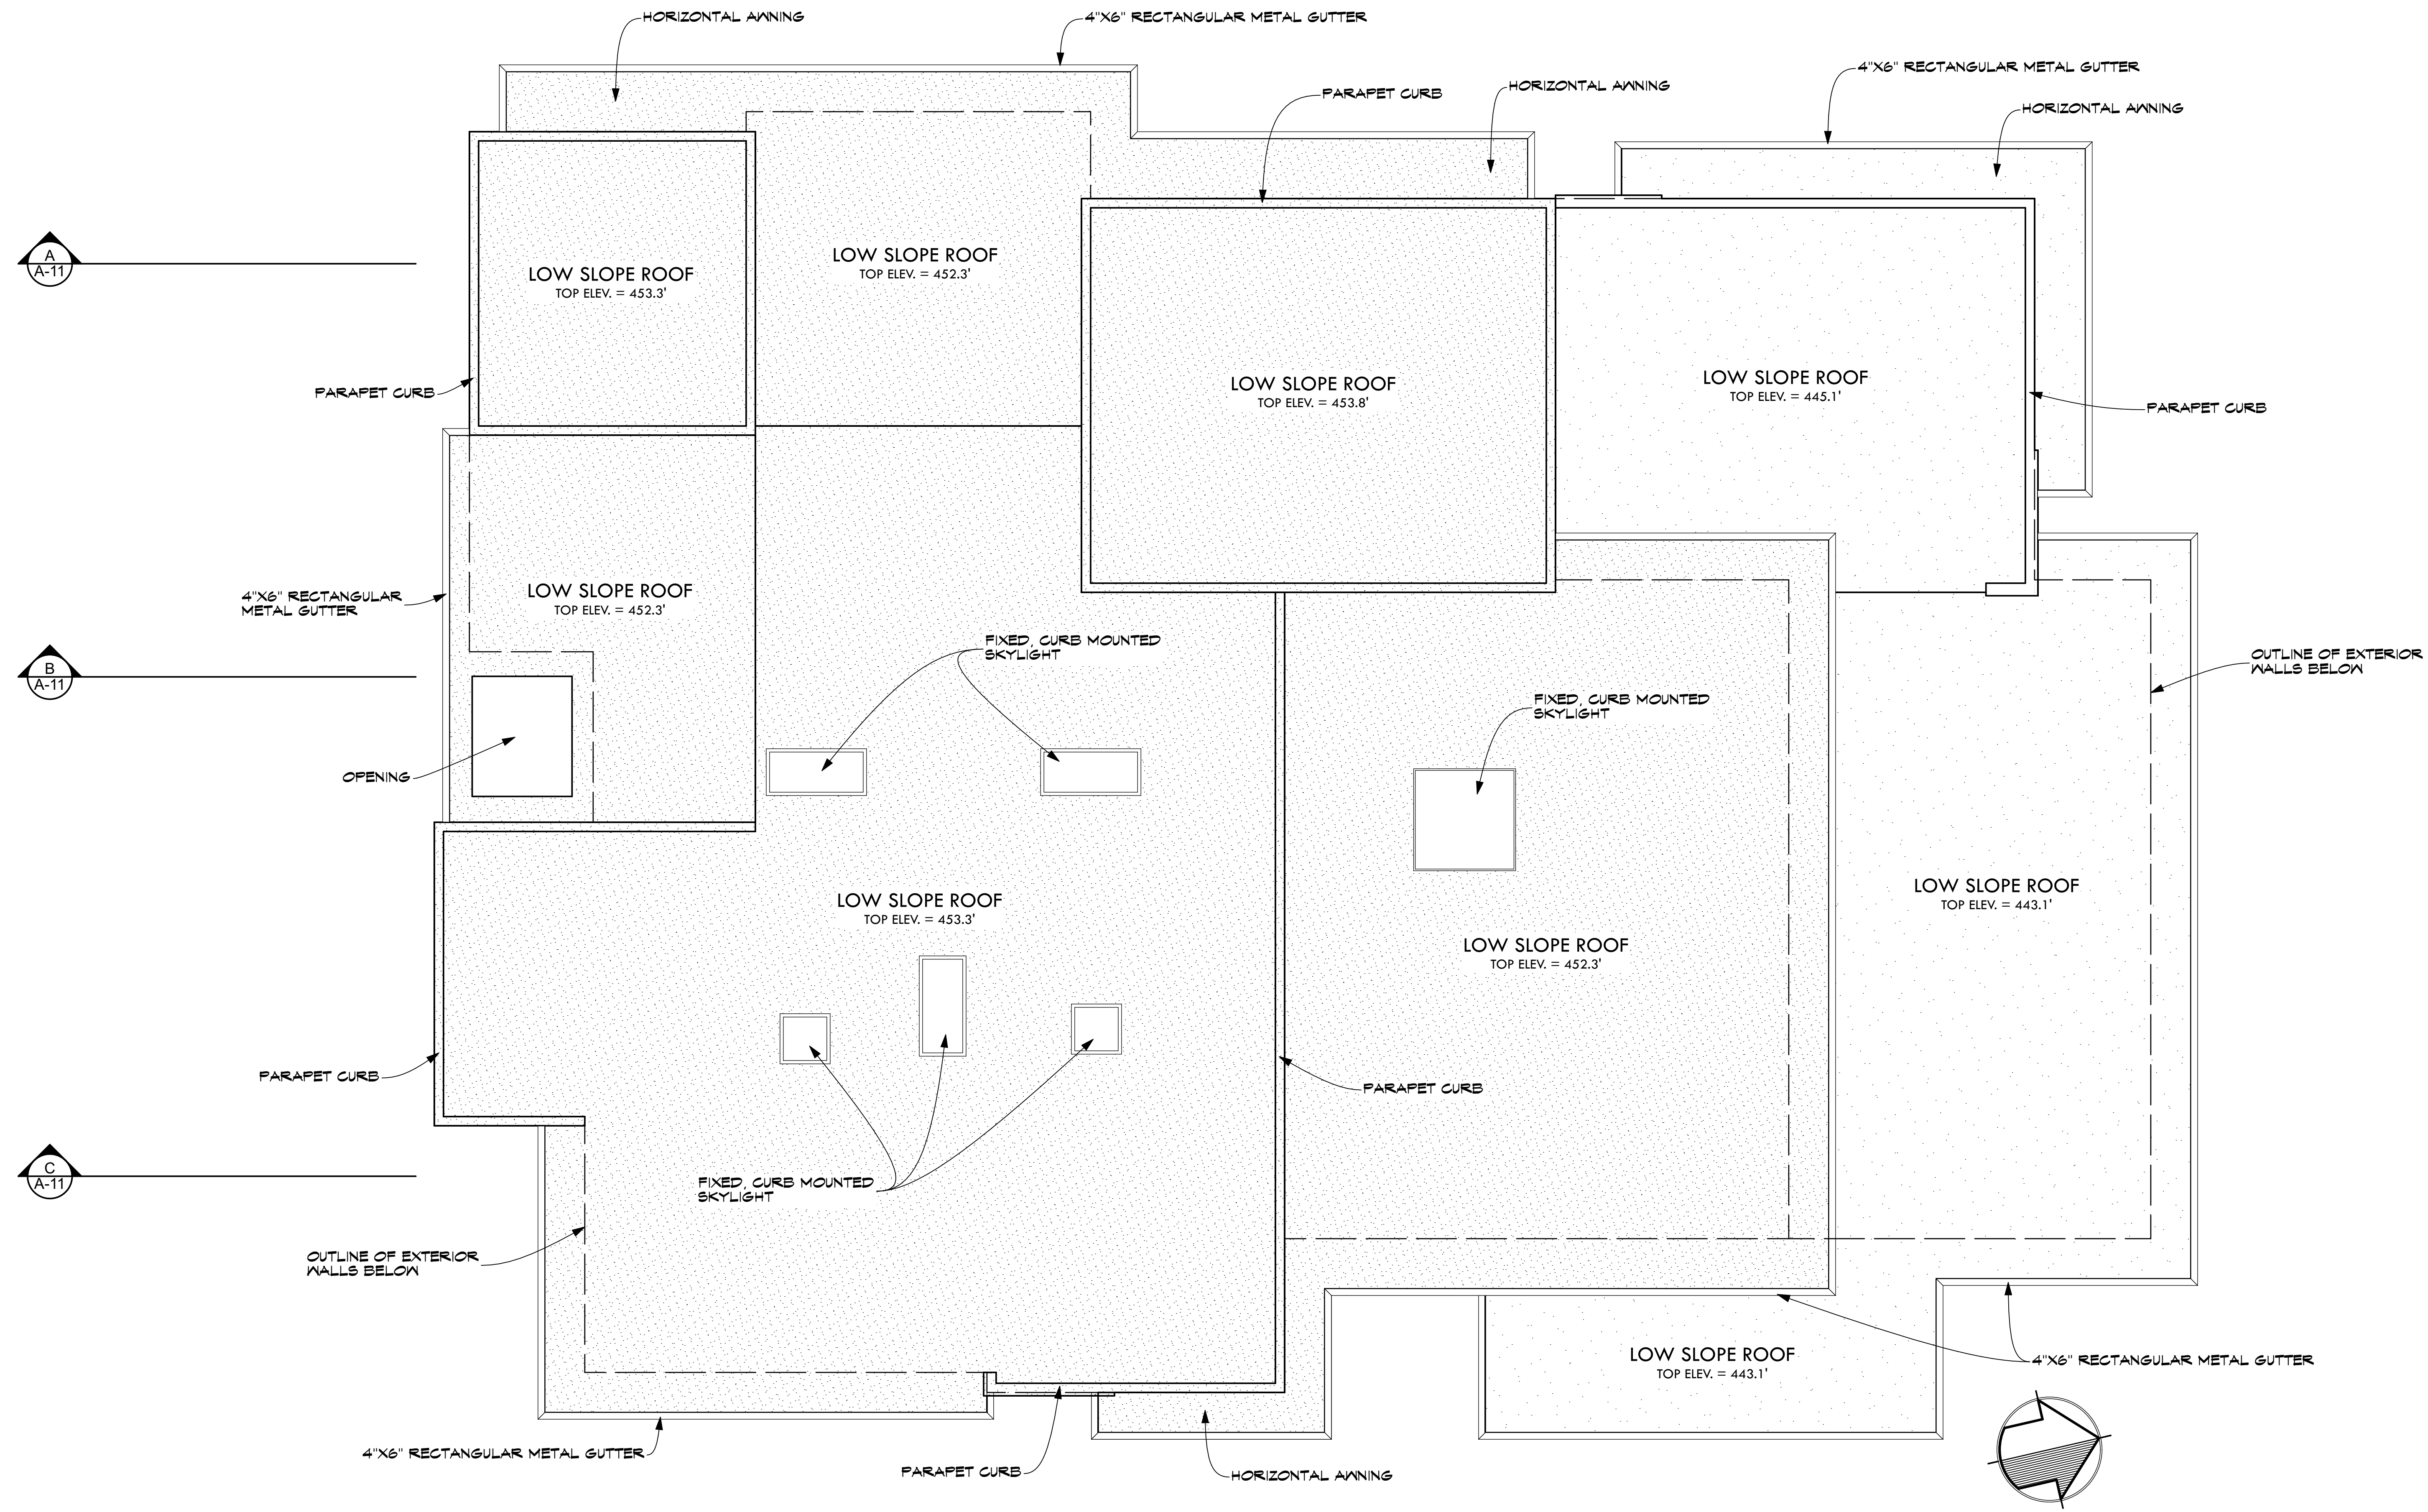 HORIZONTAL AWNING
4"X6" RECTANGULAR METAL GUTTER
4"X6" RECTANGULAR METAL GUTTER
HORIZONTAL AWNING
PARAPET CURB
HORIZONTAL AWNING
A
A-11
LOW SLOPE ROOF
TOP ELEV. = 453.3'
LOW SLOPE ROOF
TOP ELEV. = 452.3'
LOW SLOPE ROOF
TOP ELEV. = 453.8'
LOW SLOPE ROOF
TOP ELEV. = 445.1'
PARAPET CURB
PARAPET CURB
4"X6" RECTANGULAR
METAL GUTTER
LOW SLOPE ROOF
TOP ELEV. = 452.3'
FIXED, CURB MOUNTED
SKYLIGHT
OUTLINE OF EXTERIOR
WALLS BELOW
B
A-11
FIXED, CURB MOUNTED
SKYLIGHT
OPENING
LOW SLOPE ROOF
TOP ELEV. = 453.3'
LOW SLOPE ROOF
TOP ELEV. = 452.3'
LOW SLOPE ROOF
TOP ELEV. = 443.1'
PARAPET CURB
PARAPET CURB
C
A-11
FIXED, CURB MOUNTED
SKYLIGHT
OUTLINE OF EXTERIOR
WALLS BELOW
LOW SLOPE ROOF
TOP ELEV. = 443.1'
4"X6" RECTANGULAR METAL GUTTER
4"X6" RECTANGULAR METAL GUTTER
PARAPET CURB
HORIZONTAL AWNING